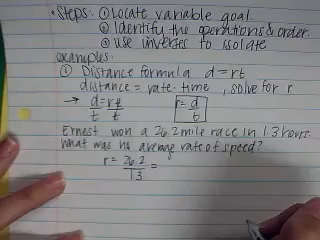 • Steps: ① Locate variable goal.
② Identify the operations & order.
③ Use inverses to isolate
examples:
① Distance formula d = rt
distance = rate · time, solve for r
→ d = rt r = d
t t t
Ernest won a 26.2 mile race in 1.3 hours.
What was his average rate of speed?
r = 26.2 =
1.3